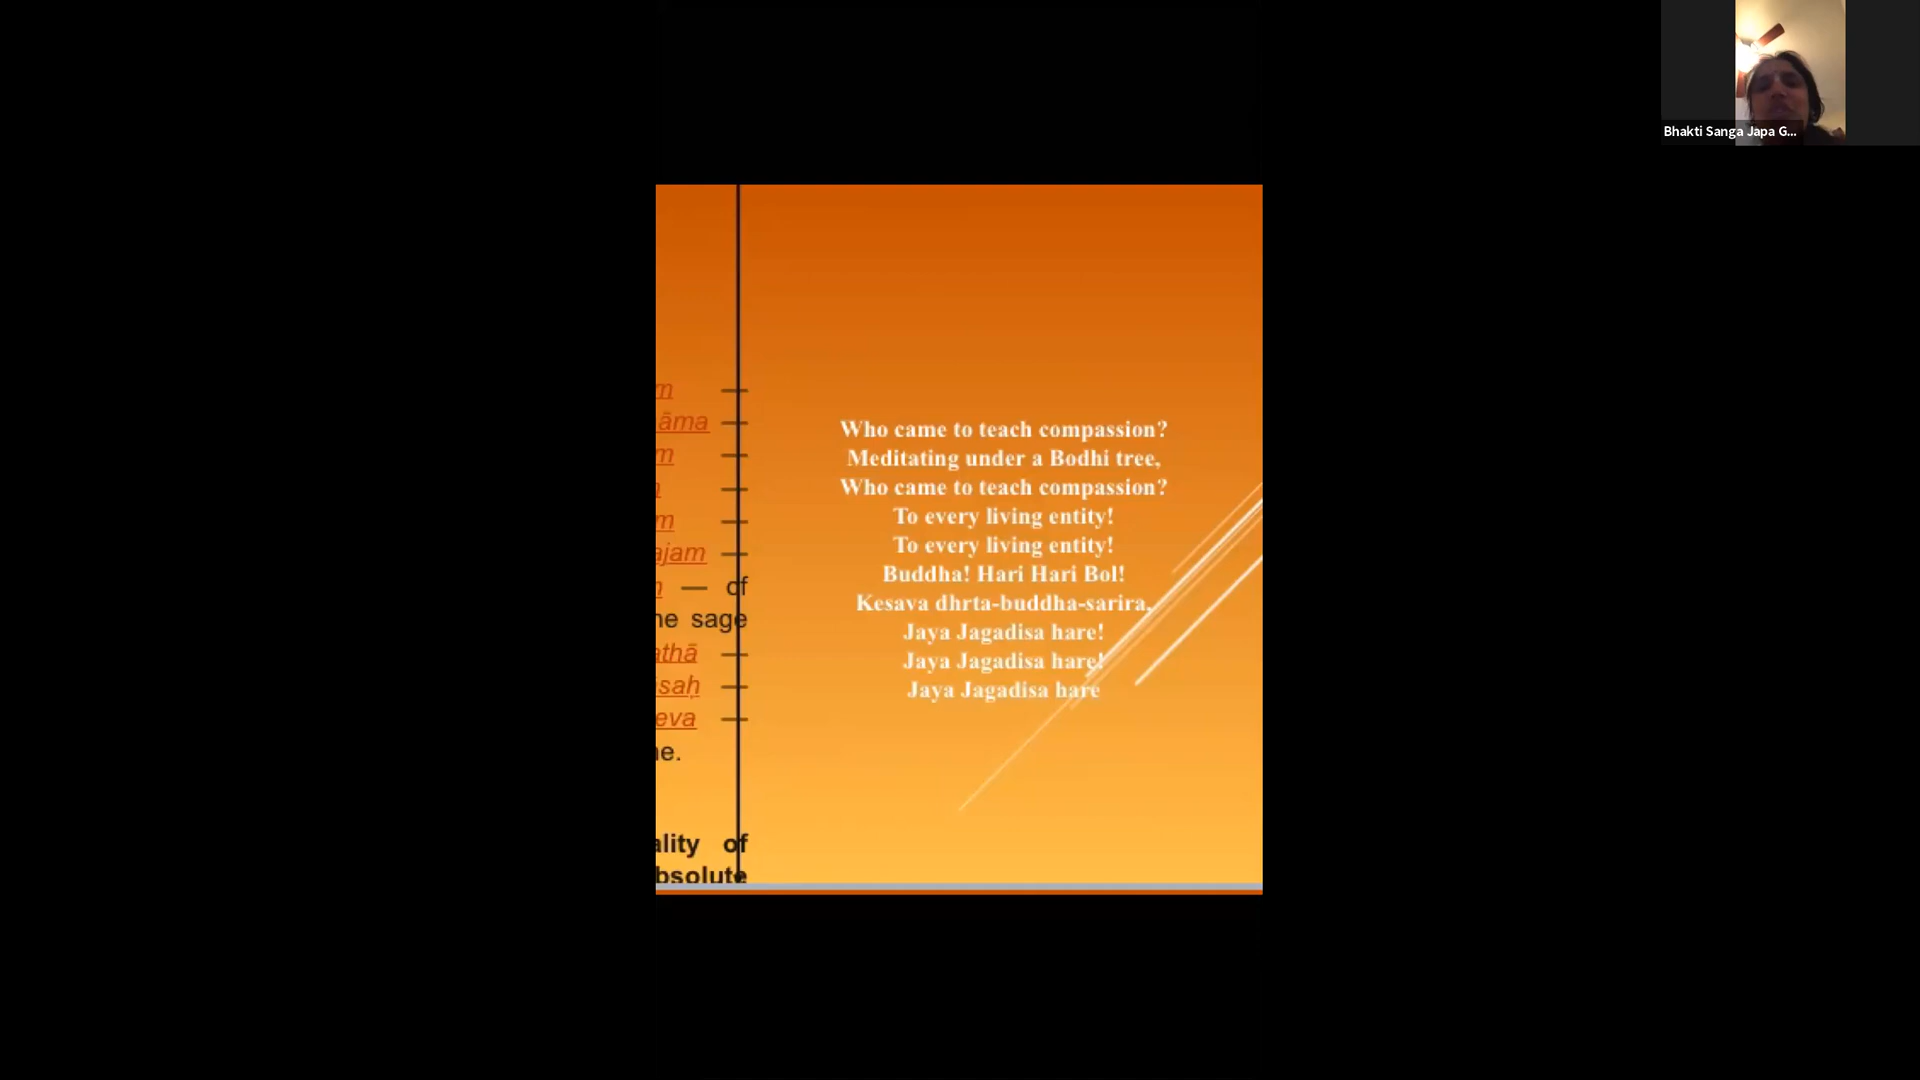 m —
āma —
m —
—
m —
ajam —
— of
he sage
athā —
saḥ —
eva —
ne.
ality of
bsolute
Who came to teach compassion?
Meditating under a Bodhi tree,
Who came to teach compassion?
To every living entity!
To every living entity!
Buddha! Hari Hari Bol!
Kesava dhrta-buddha-sarira,
Jaya Jagadisa hare!
Jaya Jagadisa hare!
Jaya Jagadisa hare
Bhakti Sanga Japa G...